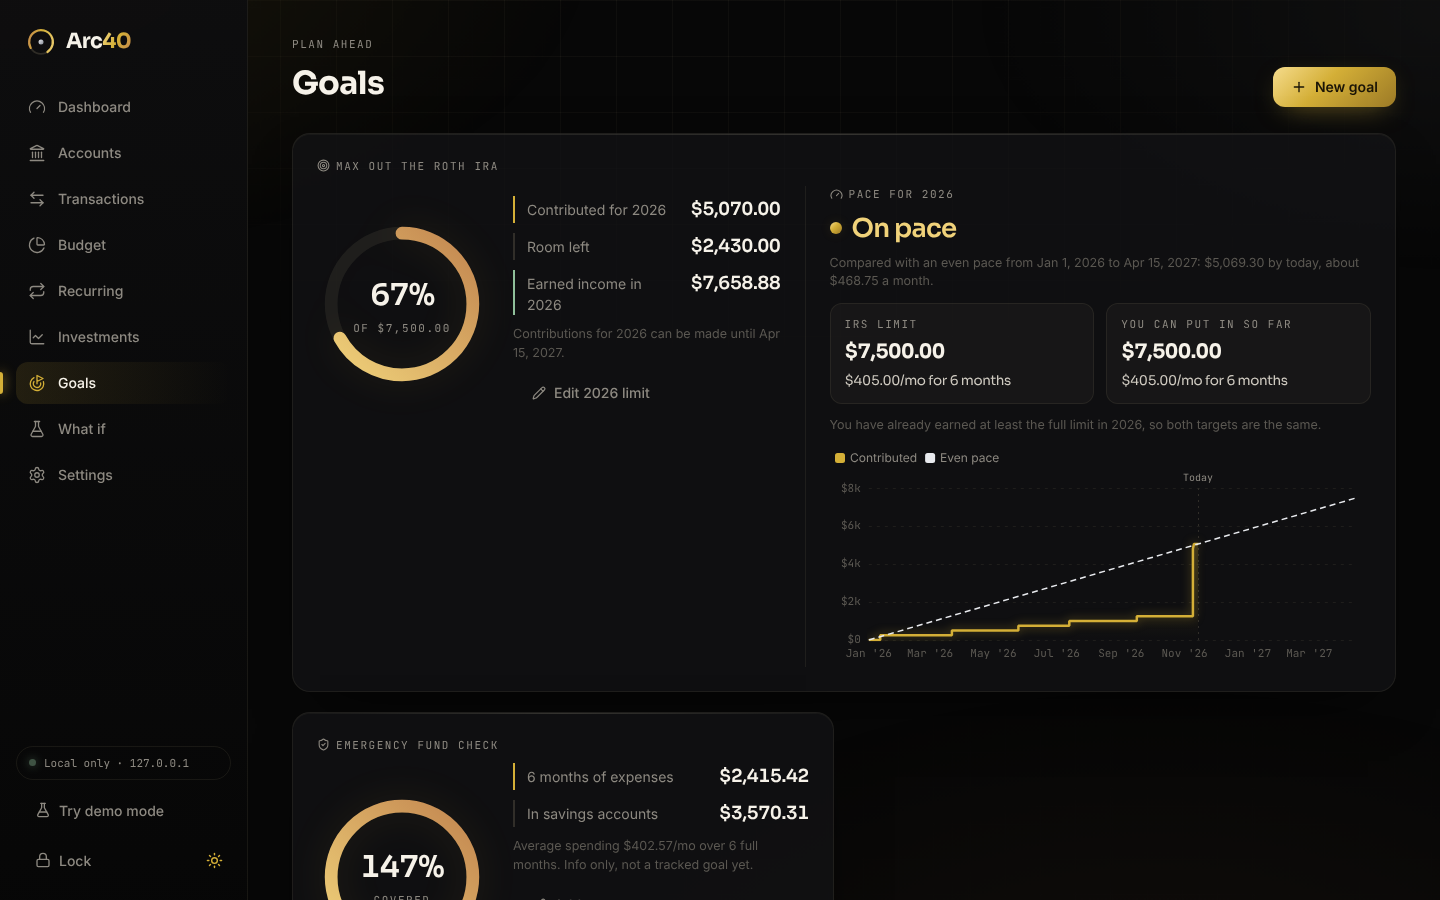 Arc40
Dashboard
Accounts
Transactions
Budget
Recurring
Investments
Goals
What if
Settings
Local only · 127.0.0.1
Try demo mode
Lock
PLAN AHEAD
Goals
New goal
MAX OUT THE ROTH IRA
67%
OF $7,500.00
Contributed for 2026 $5,070.00
Room left $2,430.00
Earned income in $7,658.88
2026
Contributions for 2026 can be made until Apr
15, 2027.
Edit 2026 limit
PACE FOR 2026
On pace
Compared with an even pace from Jan 1, 2026 to Apr 15, 2027: $5,069.30 by today, about
$468.75 a month.
IRS LIMIT
$7,500.00
$405.00/mo for 6 months
YOU CAN PUT IN SO FAR
$7,500.00
$405.00/mo for 6 months
You have already earned at least the full limit in 2026, so both targets are the same.
Contributed Even pace
Today
$8k
$6k
$4k
$2k
$0
Jan '26 Mar '26 May '26 Jul '26 Sep '26 Nov '26 Jan '27 Mar '27
EMERGENCY FUND CHECK
147%
COVERED
6 months of expenses $2,415.42
In savings accounts $3,570.31
Average spending $402.57/mo over 6 full
months. Info only, not a tracked goal yet.